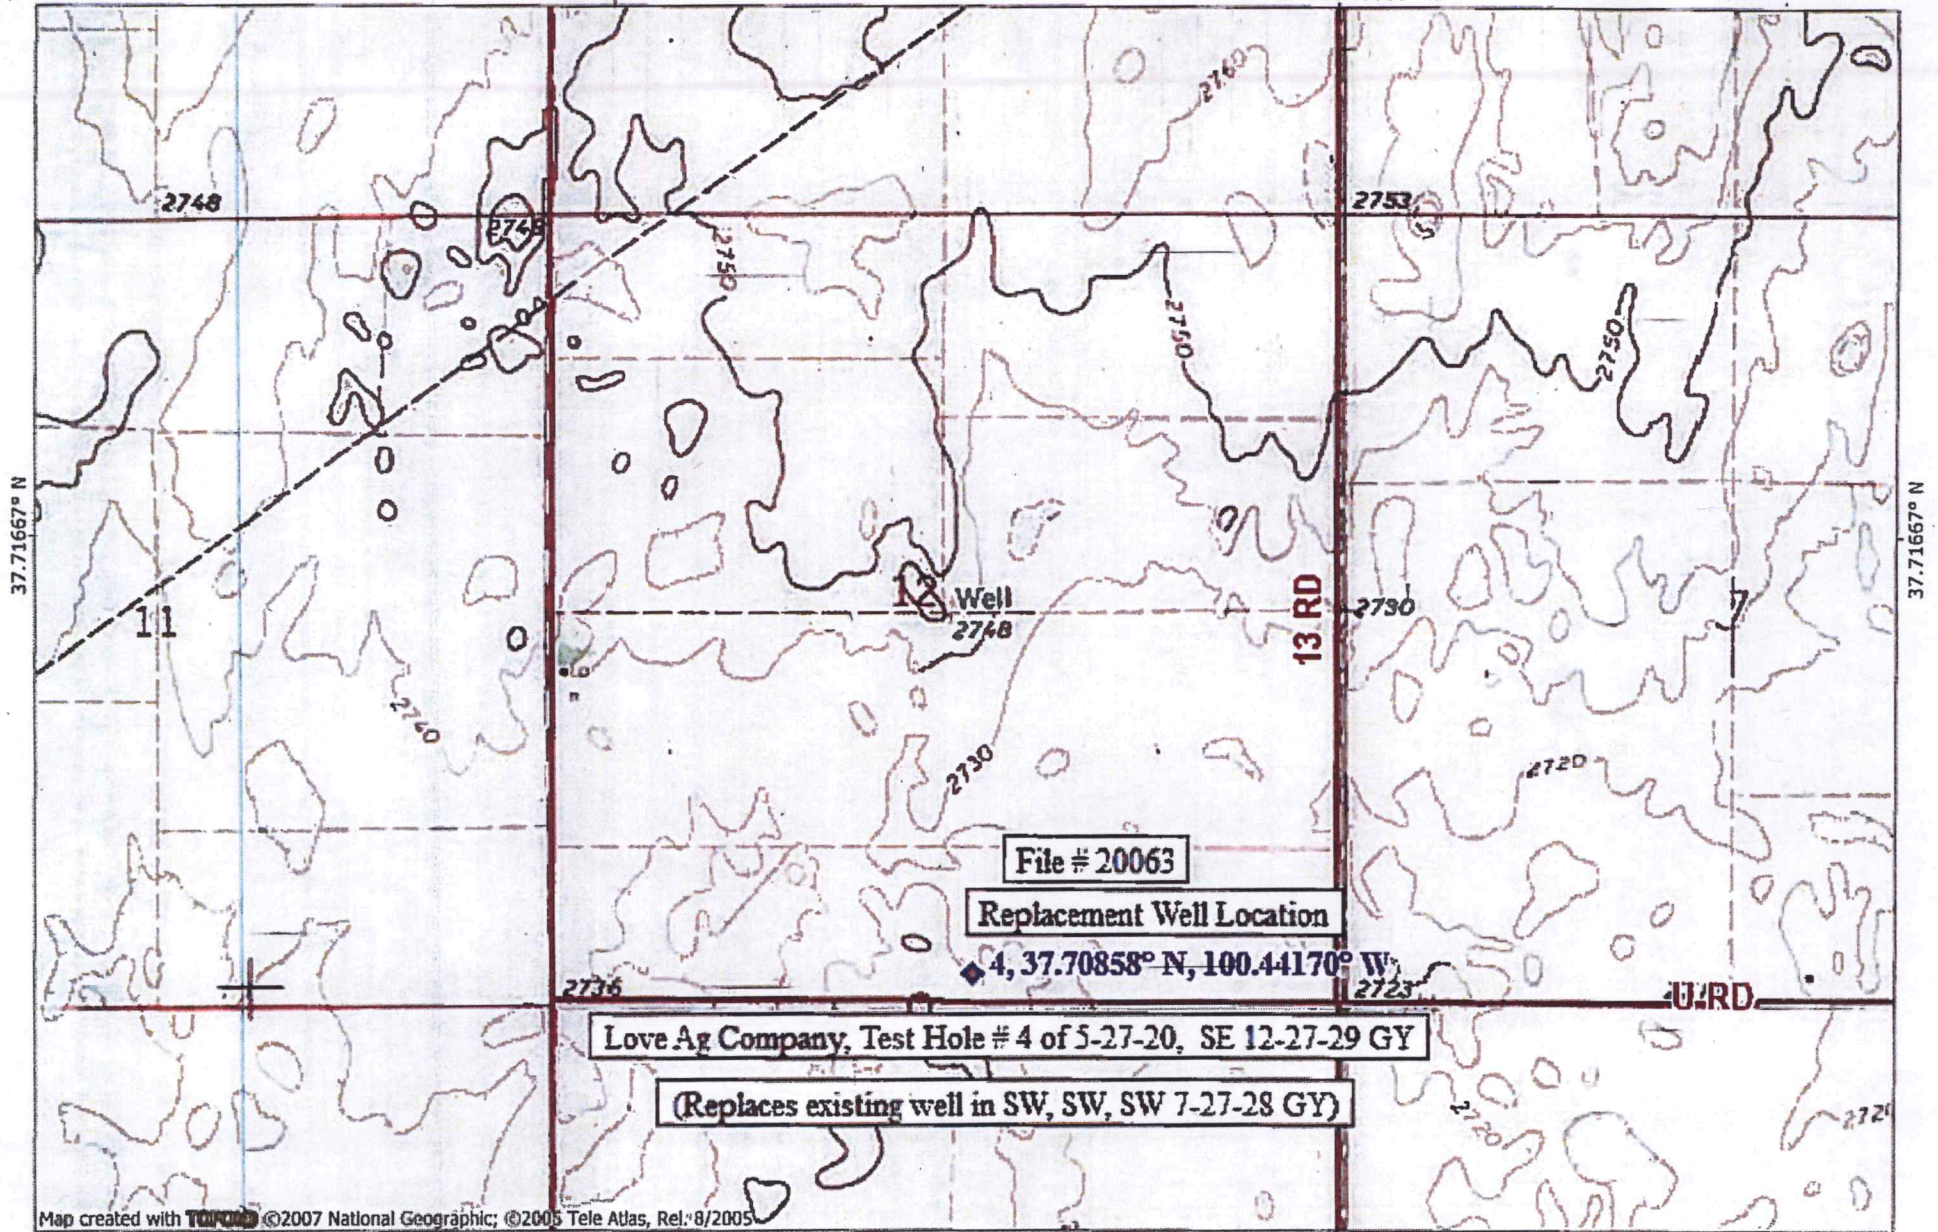 2760
2748
2753
2748
2750
2750
2750
37.71667° N
37.71667° N
Well
2748
11
13 RD
2730
7
2740
2730
2720
File # 20063
Replacement Well Location
4, 37.70858° N, 100.44170° W
2736
2723
U RD
Love Ag Company, Test Hole # 4 of 5-27-20, SE 12-27-29 GY
(Replaces existing well in SW, SW, SW 7-27-28 GY)
2720
Map created with TOPO! ©2007 National Geographic; ©2005 Tele Atlas, Rel. 8/2005